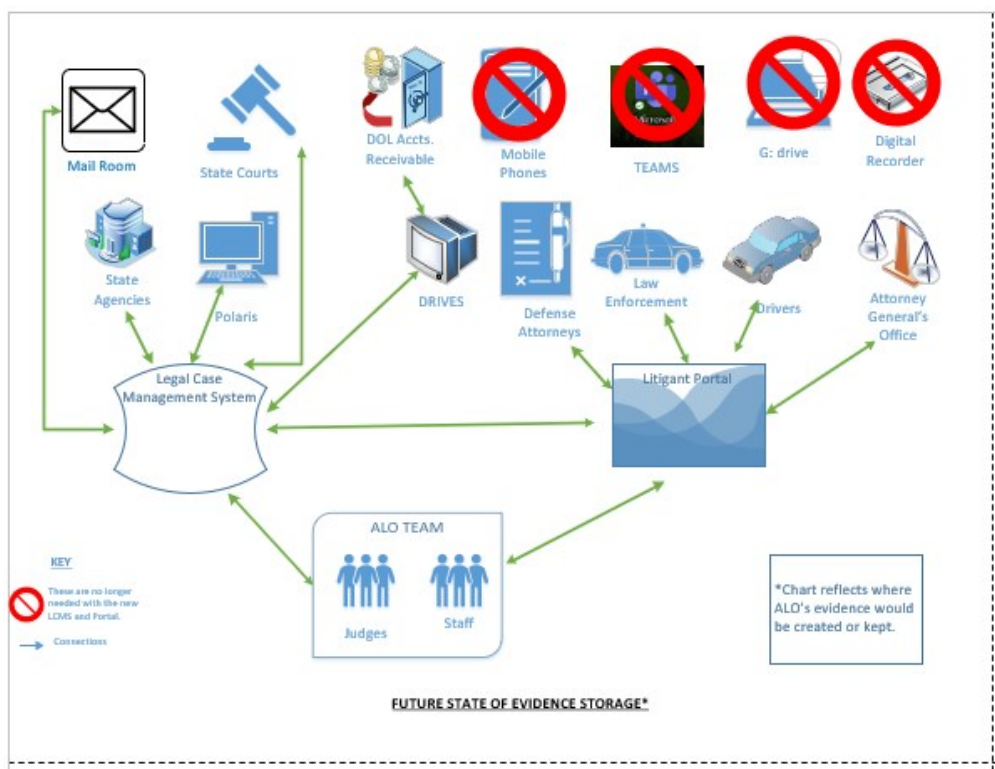 Mail Room
State Courts
DOL Accts.
Receivable
Mobile
Phones
Microsoft
TEAMS
G: drive
Digital
Recorder
State
Agencies
Polaris
DRIVES
Defense
Attorneys
Law
Enforcement
Drivers
Attorney
General's
Office
Legal Case
Management System
Litigant Portal
ALO TEAM
Judges
Staff
KEY
These are no longer
needed with the new
LCMS and Portal.
Connections
*Chart reflects where
ALO's evidence would
be created or kept.
FUTURE STATE OF EVIDENCE STORAGE*